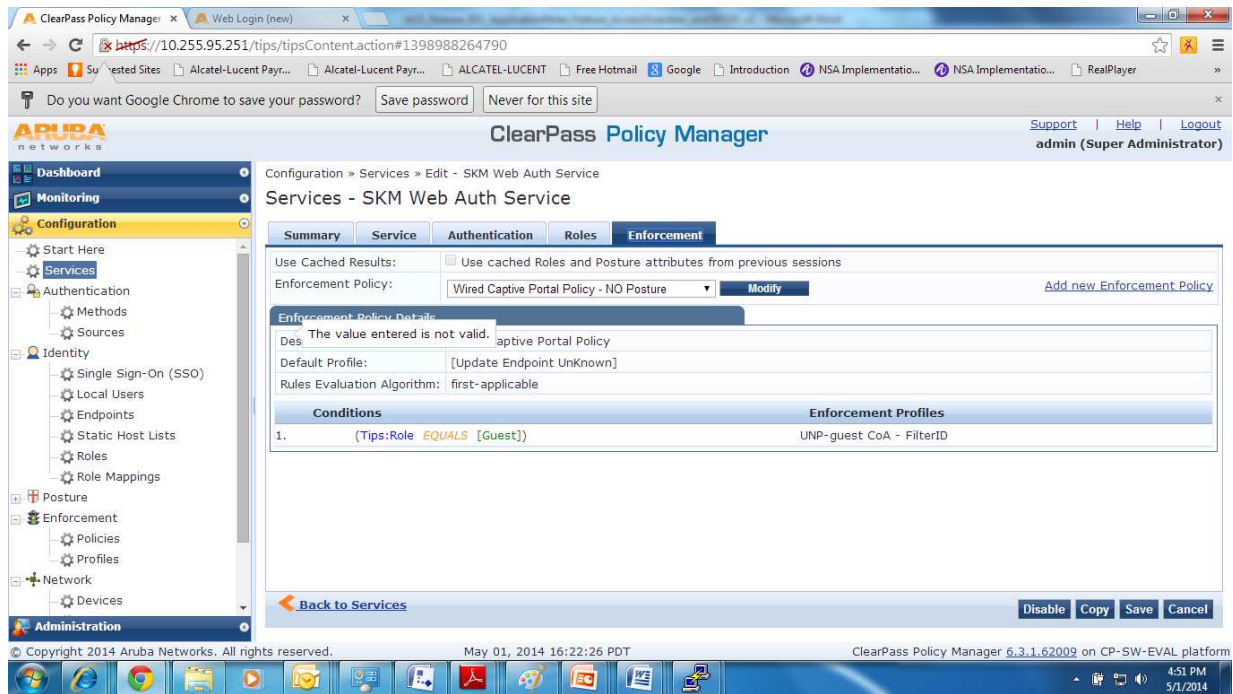 ClearPass Policy Manager
Web Login (new)
https://10.255.95.251/tips/tipsContent.action#1398988264790
Apps
Alcatel-Lucent Payr...
Alcatel-Lucent Payr...
ALCATEL-LUCENT
Free Hotmail
Google
Introduction
NSA Implementatio...
NSA Implementatio...
RealPlayer
»
Do you want Google Chrome to save your password?
Save password
Never for this site
ARUBA
networks
ClearPass Policy Manager
Support | Help | Logout
admin (Super Administrator)
Dashboard
Monitoring
Configuration
Start Here
Services
Authentication
Methods
Sources
Identity
Single Sign-On (SSO)
Local Users
Endpoints
Static Host Lists
Roles
Role Mappings
Posture
Enforcement
Policies
Profiles
Network
Devices
Administration
Configuration » Services » Edit - SKM Web Auth Service
Services - SKM Web Auth Service
Summary
Service
Authentication
Roles
Enforcement
Use Cached Results:
Use cached Roles and Posture attributes from previous sessions
Enforcement Policy:
Wired Captive Portal Policy - NO Posture
Modify
Add new Enforcement Policy
Enforcement Policy Details
The value entered is not valid.
Des
aptive Portal Policy
Default Profile:
[Update Endpoint UnKnown]
Rules Evaluation Algorithm:
first-applicable
Conditions
Enforcement Profiles
1. (Tips:Role EQUALS [Guest])
UNP-guest CoA - FilterID
Back to Services
Disable
Copy
Save
Cancel
© Copyright 2014 Aruba Networks. All rights reserved.
May 01, 2014 16:22:26 PDT
ClearPass Policy Manager 6.3.1.62009 on CP-SW-EVAL platform
4:51 PM
5/1/2014